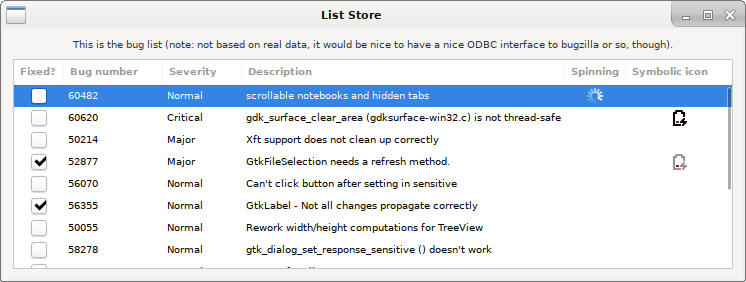 List Store
This is the bug list (note: not based on real data, it would be nice to have a nice ODBC interface to bugzilla or so, though).
Fixed? Bug number Severity Description Spinning Symbolic icon
60482 Normal scrollable notebooks and hidden tabs
60620 Critical gdk_surface_clear_area (gdksurface-win32.c) is not thread-safe
50214 Major Xft support does not clean up correctly
52877 Major GtkFileSelection needs a refresh method.
56070 Normal Can't click button after setting in sensitive
56355 Normal GtkLabel - Not all changes propagate correctly
50055 Normal Rework width/height computations for TreeView
58278 Normal gtk_dialog_set_response_sensitive () doesn't work